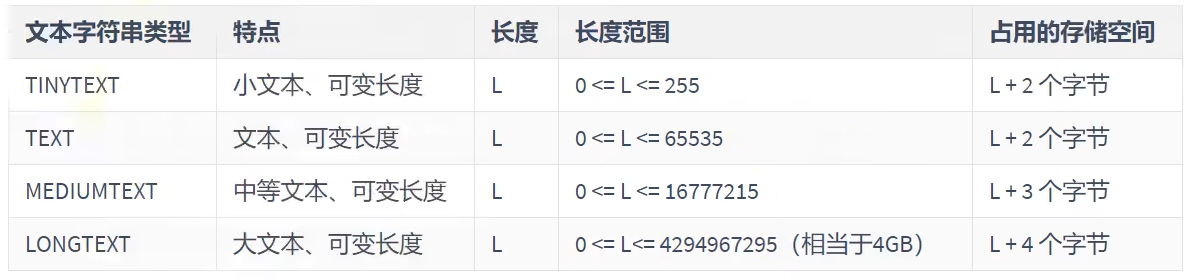 文本字符串类型 特点 长度 长度范围 占用的存储空间
TINYTEXT 小文本、可变长度 L 0 <= L <= 255 L + 2 个字节
TEXT 文本、可变长度 L 0 <= L <= 65535 L + 2 个字节
MEDIUMTEXT 中等文本、可变长度 L 0 <= L <= 16777215 L + 3 个字节
LONGTEXT 大文本、可变长度 L 0 <= L<= 4294967295（相当于4GB） L + 4 个字节